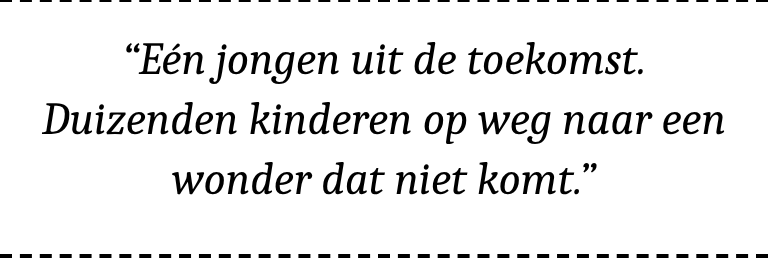 “Eén jongen uit de toekomst.
Duizenden kinderen op weg naar een
wonder dat niet komt.”